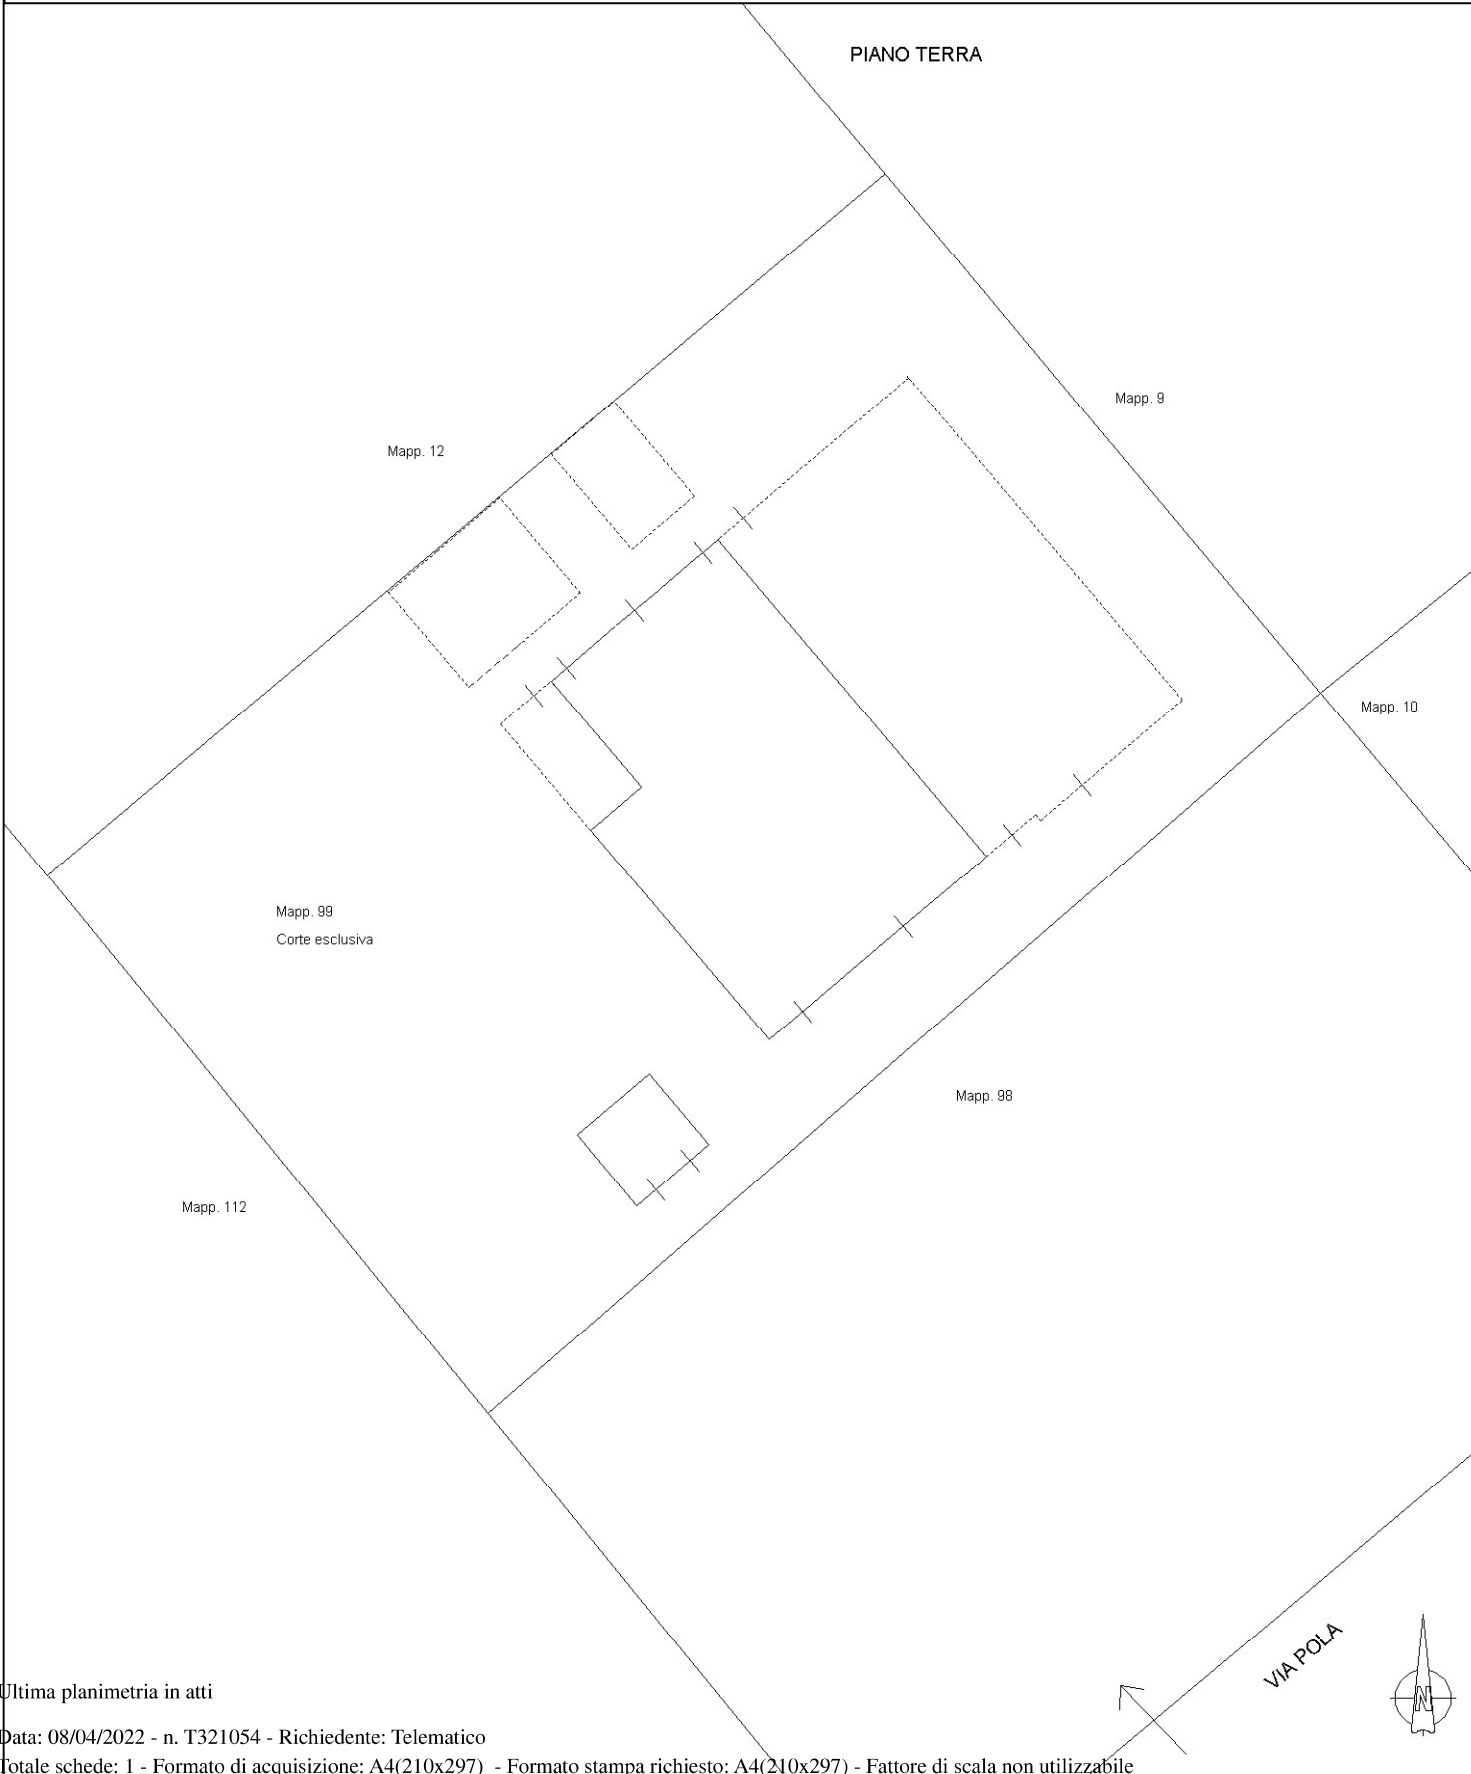 PIANO TERRA
Mapp. 9
Mapp. 12
Mapp. 10
Mapp. 99
Corte esclusiva
Mapp. 98
Mapp. 112
VIA POLA
N
Ultima planimetria in atti
Data: 08/04/2022 - n. T321054 - Richiedente: Telematico
Totale schede: 1 - Formato di acquisizione: A4(210x297) - Formato stampa richiesto: A4(210x297) - Fattore di scala non utilizzabile